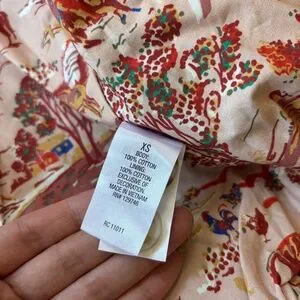 XS
BODY:
100% COTTON
LINING:
100% COTTON
EXCLUSIVE OF
DECORATION
MADE IN VIETNAM
RN# 129746
RC 11011